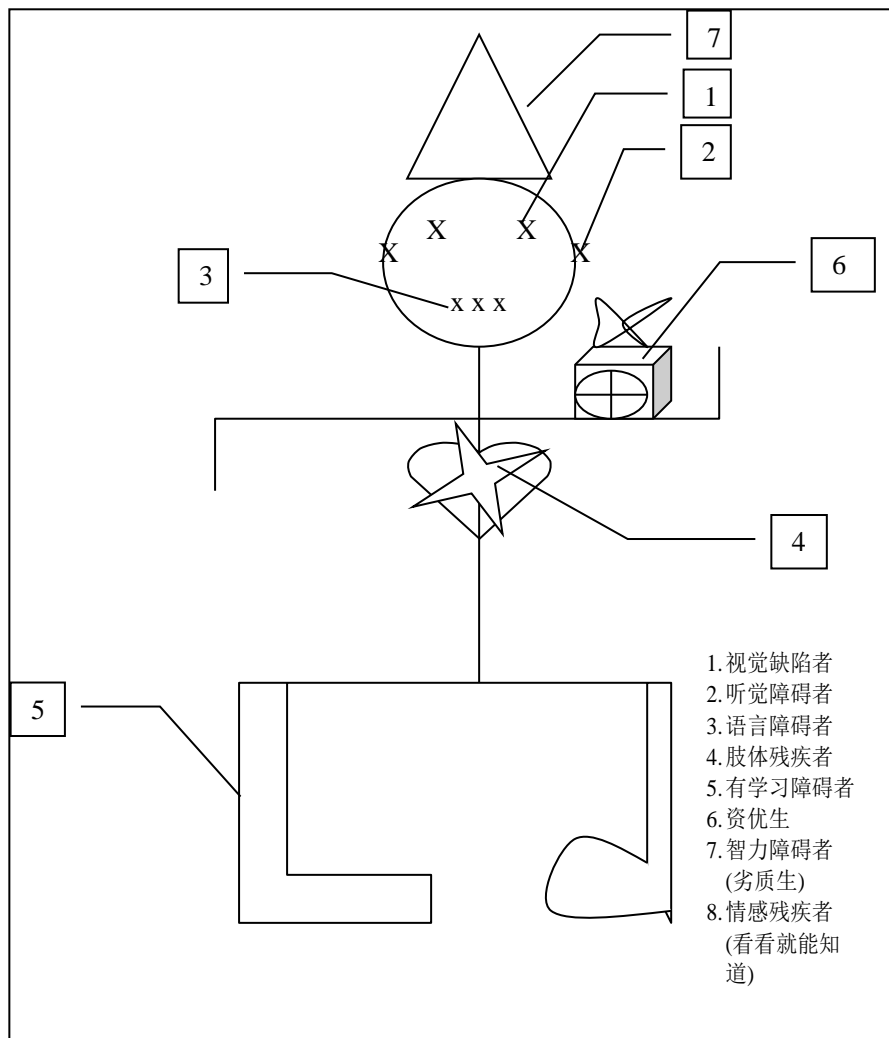 7
1
2
X X
X X
3
x x x
6
4
5
1.视觉缺陷者
2.听觉障碍者
3.语言障碍者
4.肢体残疾者
5.有学习障碍者
6.资优生
7.智力障碍者
(劣质生)
8.情感残疾者
(看看就能知
道)